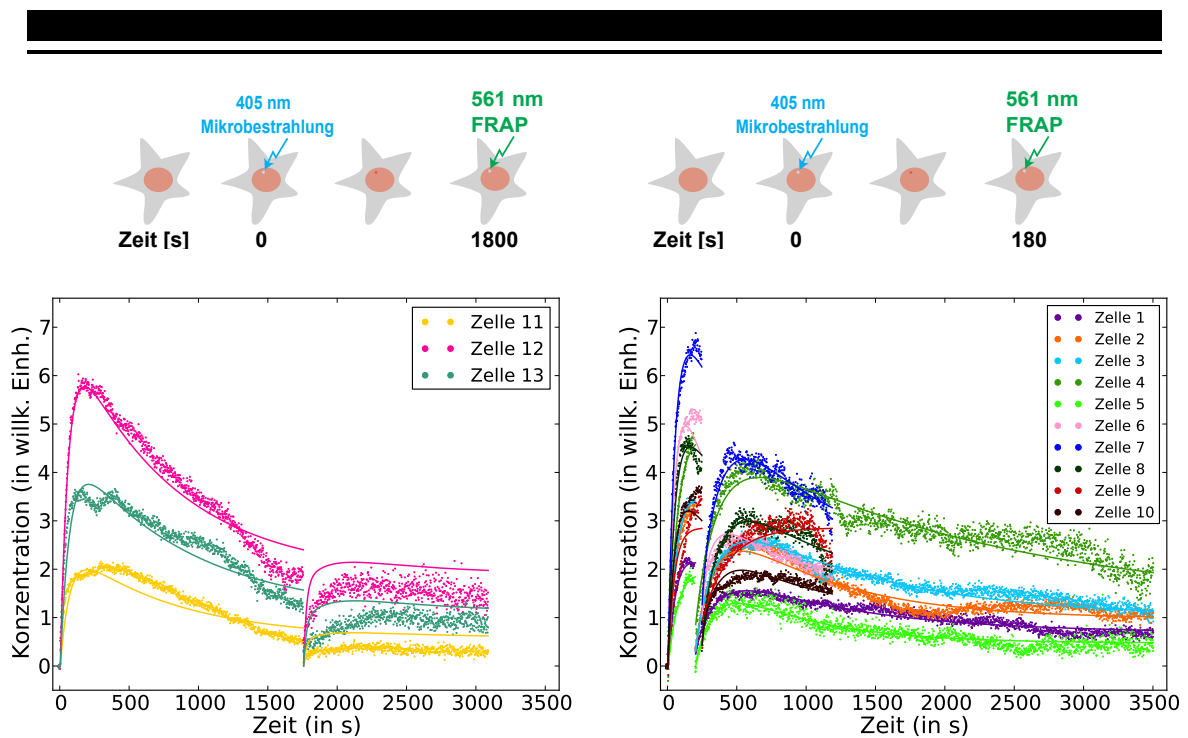 405 nm
Mikrobestrahlung
561 nm
FRAP
Zeit [s]
0
1800
405 nm
Mikrobestrahlung
561 nm
FRAP
Zeit [s]
0
180
Konzentration (in willk. Einh.)
7
6
5
4
3
2
1
0
0 500 1000 1500 2000 2500 3000 3500
Zeit (in s)
Zelle 11
Zelle 12
Zelle 13
Konzentration (in willk. Einh.)
7
6
5
4
3
2
1
0
0 500 1000 1500 2000 2500 3000 3500
Zeit (in s)
Zelle 1
Zelle 2
Zelle 3
Zelle 4
Zelle 5
Zelle 6
Zelle 7
Zelle 8
Zelle 9
Zelle 10